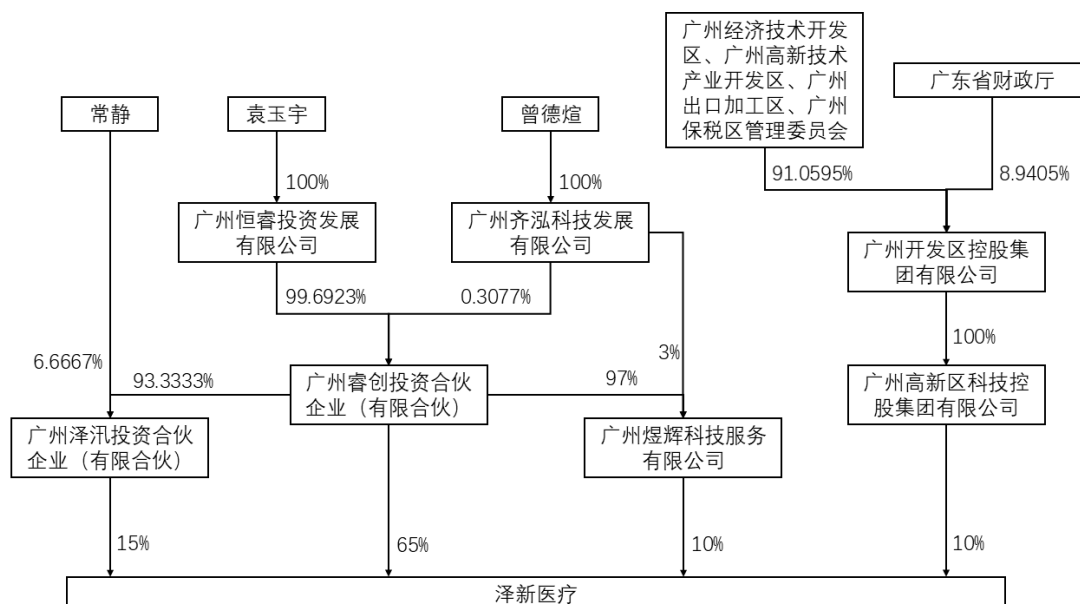 广州经济技术开发
区、广州高新技术
产业开发区、广州
出口加工区、广州
保税区管理委员会
广东省财政厅
常静
袁玉宇
曾德煊
91.0595%
8.9405%
100%
100%
广州恒睿投资发展
有限公司
广州齐泓科技发展
有限公司
广州开发区控股集
团有限公司
99.6923%
0.3077%
100%
6.6667%
93.3333%
3%
97%
广州睿创投资合伙
企业（有限合伙）
广州高新区科技控
股集团有限公司
广州泽汛投资合伙
企业（有限合伙）
广州煜辉科技服务
有限公司
15%
65%
10%
10%
泽新医疗